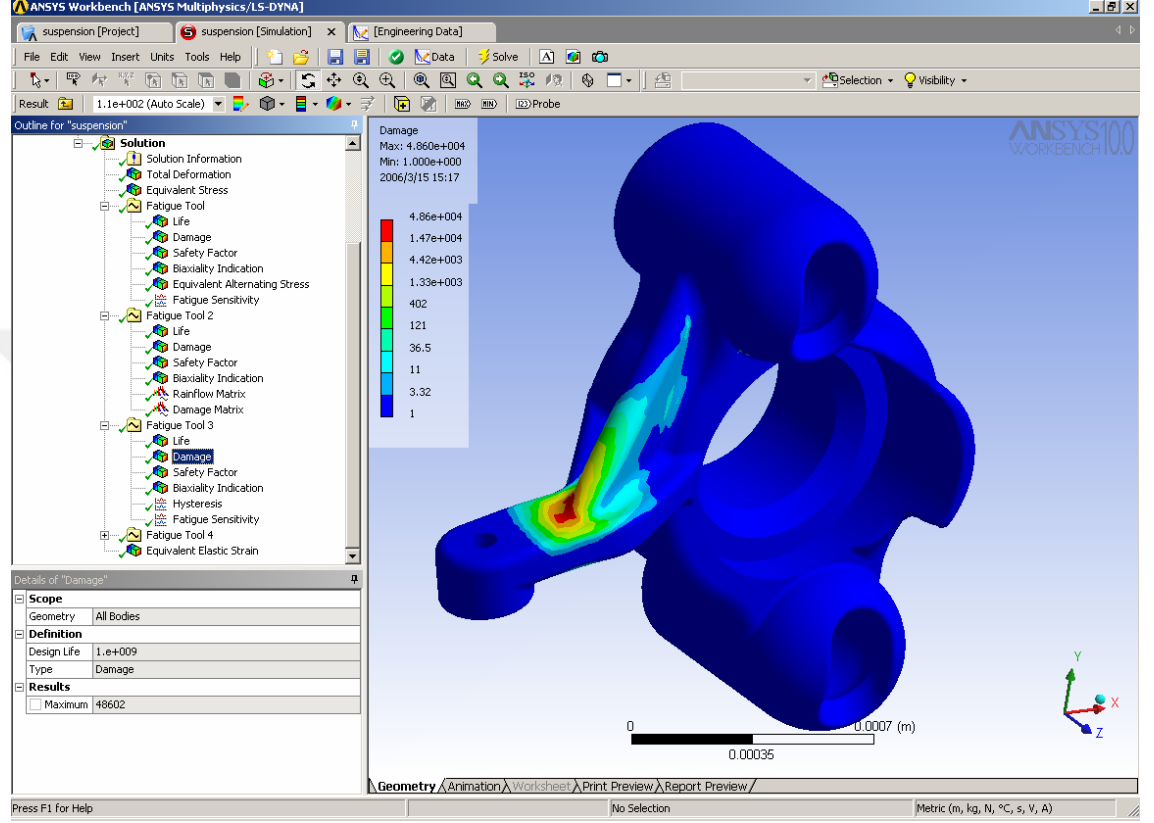 ANSYS Workbench [ANSYS Multiphysics/LS-DYNA]
suspension [Project]
suspension [Simulation]
[Engineering Data]
File Edit View Insert Units Tools Help
Data
Solve
Selection
Visibility
Result
1.1e+002 (Auto Scale)
MAX
MIN
Probe
Outline for "suspension"
Solution
Solution Information
Total Deformation
Equivalent Stress
Fatigue Tool
Life
Damage
Safety Factor
Biaxiality Indication
Equivalent Alternating Stress
Fatigue Sensitivity
Fatigue Tool 2
Life
Damage
Safety Factor
Biaxiality Indication
Rainflow Matrix
Damage Matrix
Fatigue Tool 3
Life
Damage
Safety Factor
Biaxiality Indication
Hysteresis
Fatigue Sensitivity
Fatigue Tool 4
Equivalent Elastic Strain
Details of "Damage"
Scope
Geometry All Bodies
Definition
Design Life 1.e+009
Type Damage
Results
Maximum 48602
Damage
Max: 4.860e+004
Min: 1.000e+000
2006/3/15 15:17
4.86e+004
1.47e+004
4.42e+003
1.33e+003
402
121
36.5
11
3.32
1
ANSYS
WORKBENCH 10.0
0
0.0007 (m)
0.00035
Y
X
Z
Geometry Animation Worksheet Print Preview Report Preview
Press F1 for Help
No Selection
Metric (m, kg, N, °C, s, V, A)